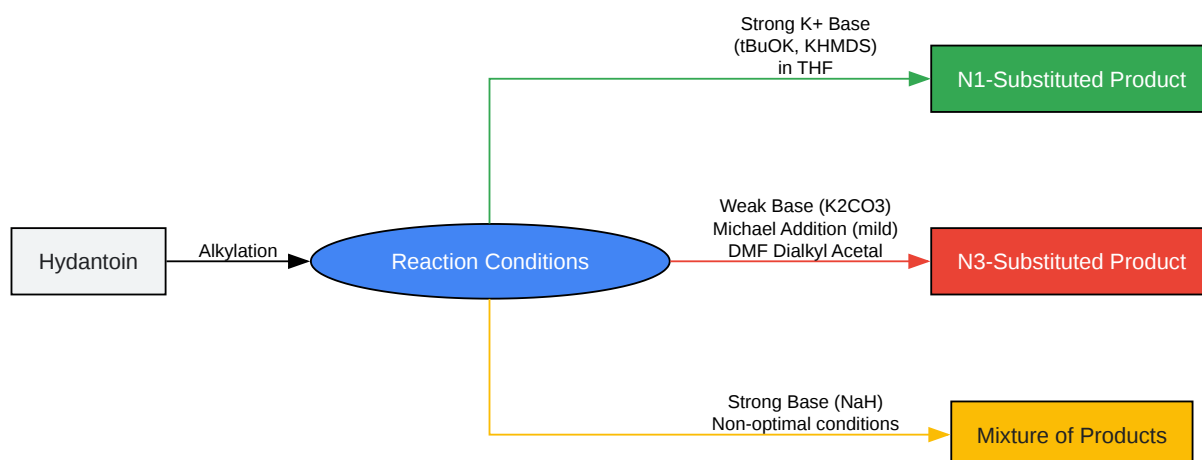 Strong K+ Base
(tBuOK, KHMDS)
in THF
N1-Substituted Product
Hydantoin
Alkylation
Reaction Conditions
Weak Base (K2CO3)
Michael Addition (mild)
DMF Dialkyl Acetal
N3-Substituted Product
Strong Base (NaH)
Non-optimal conditions
Mixture of Products